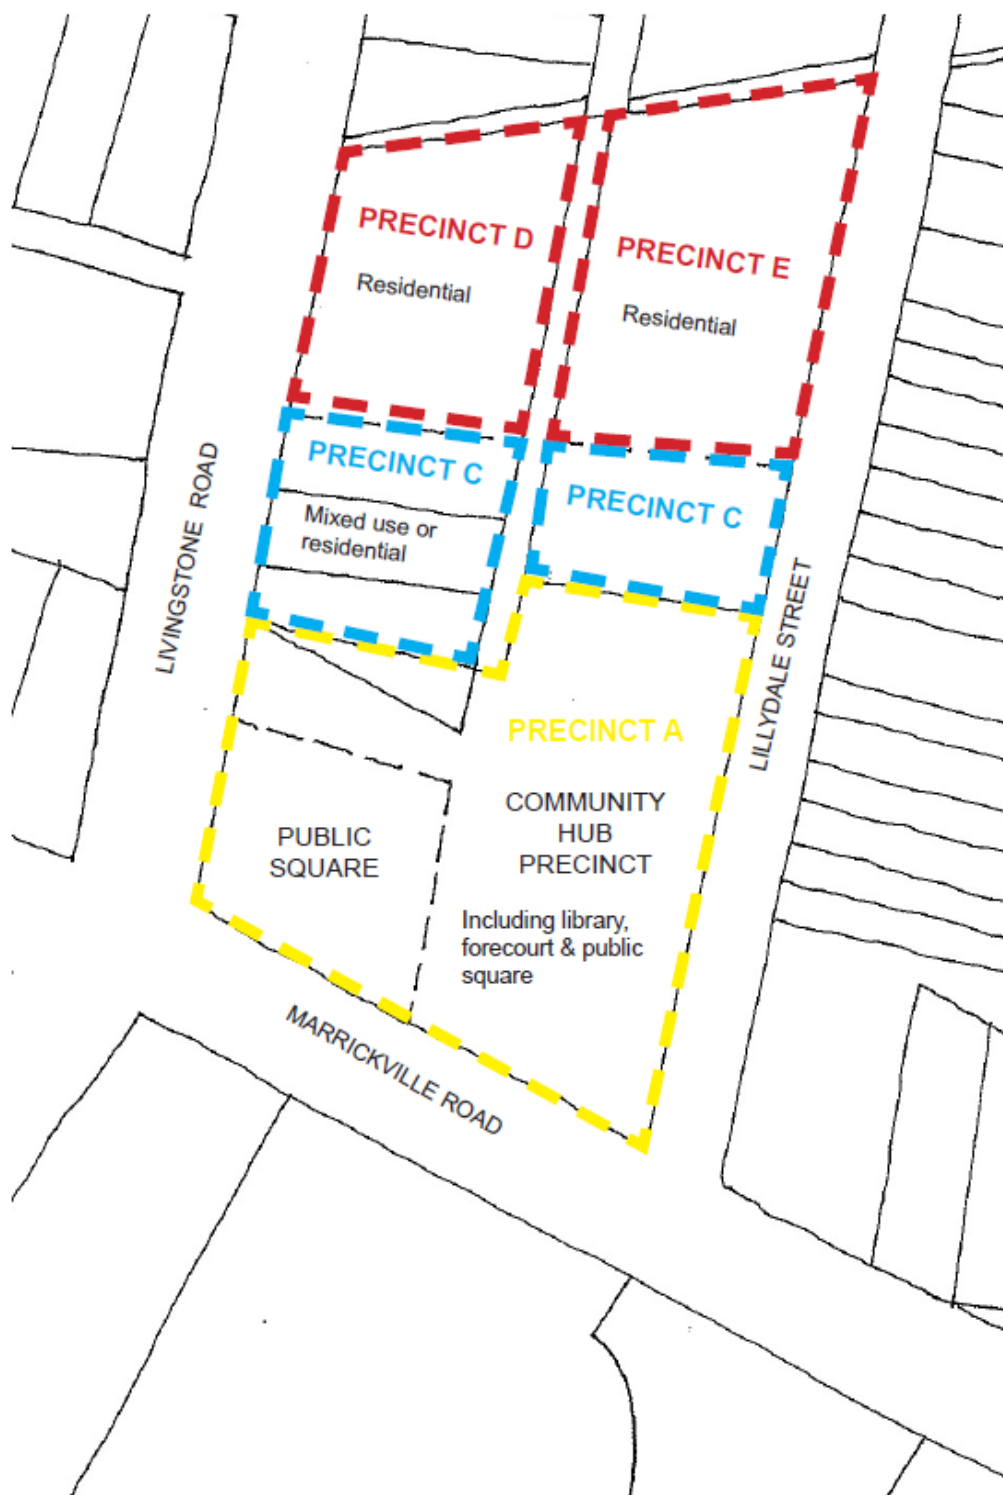 PRECINCT D
Residential
PRECINCT E
Residential
PRECINCT C
Mixed use or
residential
PRECINCT C
LIVINGSTONE ROAD
LILLYDALE STREET
PRECINCT A
COMMUNITY
HUB
PRECINCT
Including library,
forecourt & public
square
PUBLIC
SQUARE
MARRICKVILLE ROAD